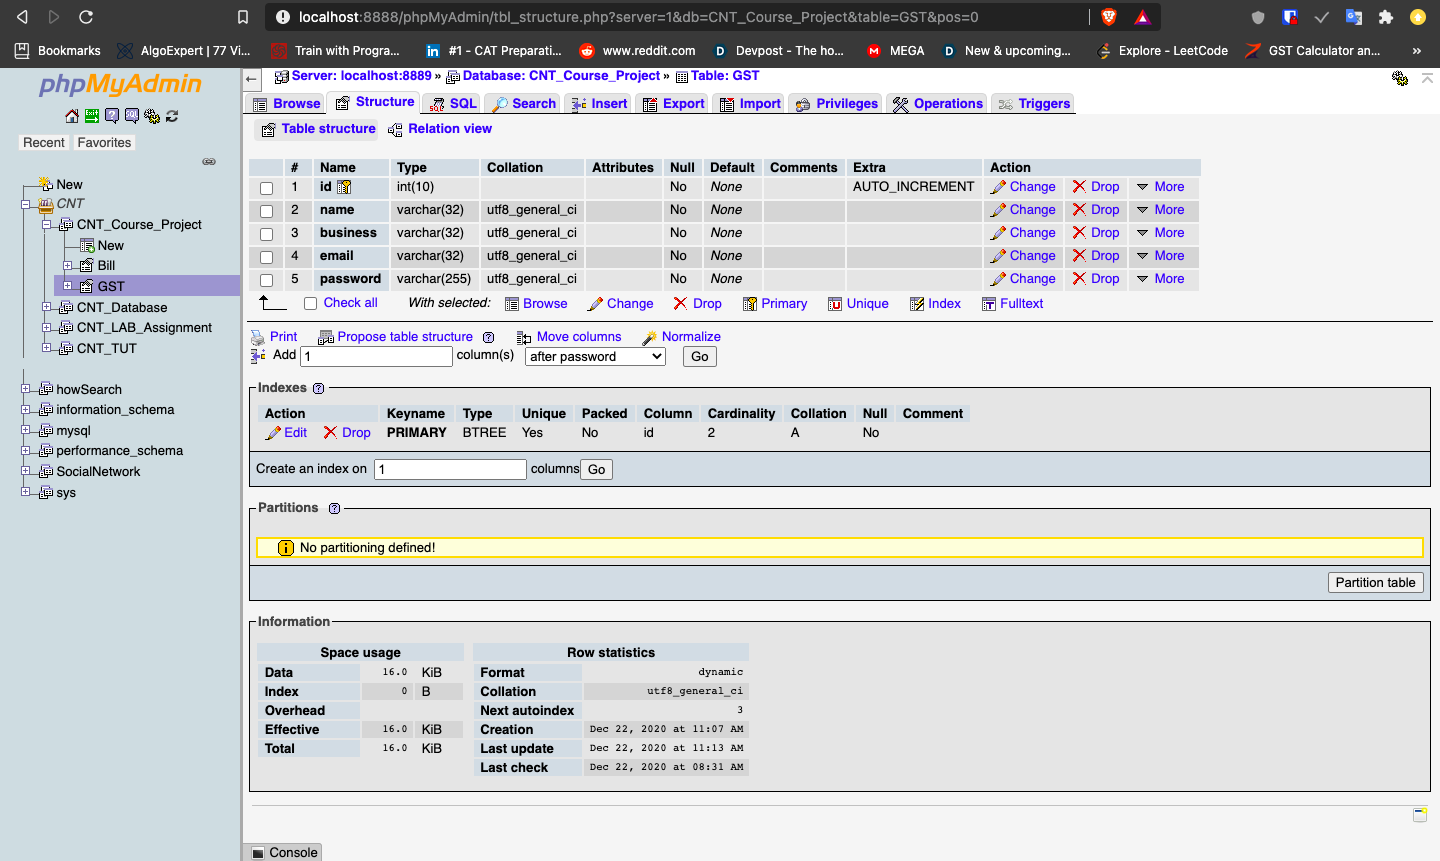 localhost:8888/phpMyAdmin/tbl_structure.php?server=1&db=CNT_Course_Project&table=GST&pos=0
Bookmarks AlgoExpert | 77 Vi... Train with Progra... #1 - CAT Preparati... www.reddit.com Devpost - The ho... MEGA New & upcoming... Explore - LeetCode GST Calculator an... »
phpMyAdmin
Recent Favorites
New
CNT
CNT_Course_Project
New
Bill
GST
CNT_Database
CNT_LAB_Assignment
CNT_TUT
howSearch
information_schema
mysql
performance_schema
SocialNetwork
sys
Server: localhost:8889 » Database: CNT_Course_Project » Table: GST
Browse Structure SQL Search Insert Export Import Privileges Operations Triggers
Table structure Relation view
# Name Type Collation Attributes Null Default Comments Extra Action
1 id int(10) No None AUTO_INCREMENT Change Drop More
2 name varchar(32) utf8_general_ci No None Change Drop More
3 business varchar(32) utf8_general_ci No None Change Drop More
4 email varchar(32) utf8_general_ci No None Change Drop More
5 password varchar(255) utf8_general_ci No None Change Drop More
Check all With selected: Browse Change Drop Primary Unique Index Fulltext
Print Propose table structure Move columns Normalize
Add 1 column(s) after password Go
Indexes
Action Keyname Type Unique Packed Column Cardinality Collation Null Comment
Edit Drop PRIMARY BTREE Yes No id 2 A No
Create an index on 1 columns Go
Partitions
No partitioning defined!
Partition table
Information
Space usage
Data 16.0 KiB
Index 0 B
Overhead
Effective 16.0 KiB
Total 16.0 KiB
Row statistics
Format dynamic
Collation utf8_general_ci
Next autoindex 3
Creation Dec 22, 2020 at 11:07 AM
Last update Dec 22, 2020 at 11:13 AM
Last check Dec 22, 2020 at 08:31 AM
Console